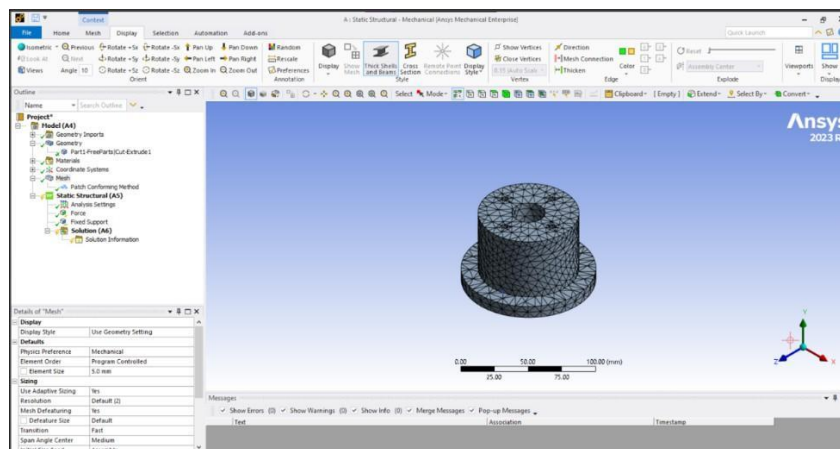 Context
A : Static Structural - Mechanical (Ansys Mechanical Enterprise)
File Home Mesh Display Selection Automation Add-ons
Quick Launch
Isometric Previous Rotate +Sx Rotate -Sx Pan Up Pan Down Random
Look At Next Rotate +Sy Rotate -Sy Pan Left Pan Right Rescale
Views Angle 10 Rotate +Sz Rotate -Sz Zoom In Zoom Out Preferences
Display Show Mesh Thick Shells and Beams Cross Section Remote Point Connections Display Style
Show Vertices Direction
Close Vertices Mesh Connection
0.15 (Auto Scale) Thicken
Color
Reset
Assembly Center
Viewports Show
Orient Annotation Style Vertex Edge Explode Display
Outline
Name Search Outline
Select Mode Clipboard [Empty] Extend Select By Convert
Project*
Model (A4)
Geometry Imports
Geometry
Part1-FreeParts|Cut-Extrude1
Materials
Coordinate Systems
Mesh
Patch Conforming Method
Static Structural (A5)
Analysis Settings
Force
Fixed Support
Solution (A6)
Solution Information
Ansys
2023 R
Details of "Mesh"
Display
Display Style Use Geometry Setting
Defaults
Physics Preference Mechanical
Element Order Program Controlled
Element Size 5.0 mm
Sizing
Use Adaptive Sizing Yes
Resolution Default (2)
Mesh Defeaturing Yes
Defeature Size Default
Transition Fast
Span Angle Center Medium
0.00 50.00 100.00 (mm)
25.00 75.00
Y
Z X
Messages
Show Errors (0) Show Warnings (0) Show Info (0) Merge Messages Pop-up Messages
Text Association Timestamp